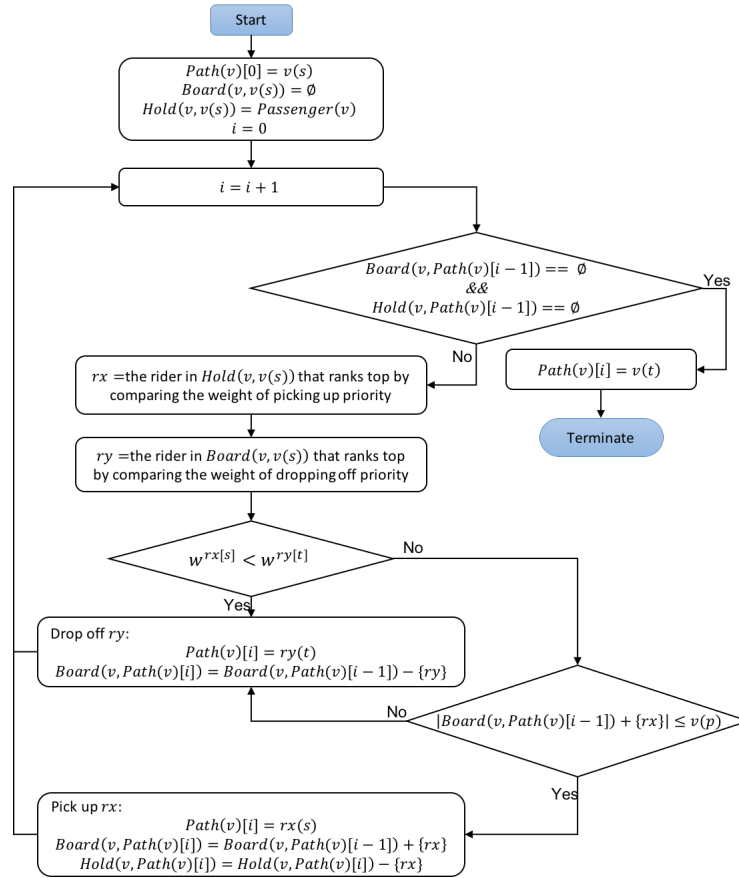 Start
Path(v)[0] = v(s)
Board(v, v(s)) = ∅
Hold(v, v(s)) = Passenger(v)
i = 0
i = i + 1
Board(v, Path(v)[i − 1]) == ∅
&&
Hold(v, Path(v)[i − 1]) == ∅
Yes
No
Path(v)[i] = v(t)
Terminate
rx =the rider in Hold(v, v(s)) that ranks top by
comparing the weight of picking up priority
ry =the rider in Board(v, v(s)) that ranks top
by comparing the weight of dropping off priority
w^{rx[s]} < w^{ry[t]}
No
Yes
Drop off ry:
Path(v)[i] = ry(t)
Board(v, Path(v)[i]) = Board(v, Path(v)[i − 1]) − {ry}
No
|Board(v, Path(v)[i − 1]) + {rx}| ≤ v(p)
Yes
Pick up rx:
Path(v)[i] = rx(s)
Board(v, Path(v)[i]) = Board(v, Path(v)[i − 1]) + {rx}
Hold(v, Path(v)[i]) = Hold(v, Path(v)[i]) − {rx}